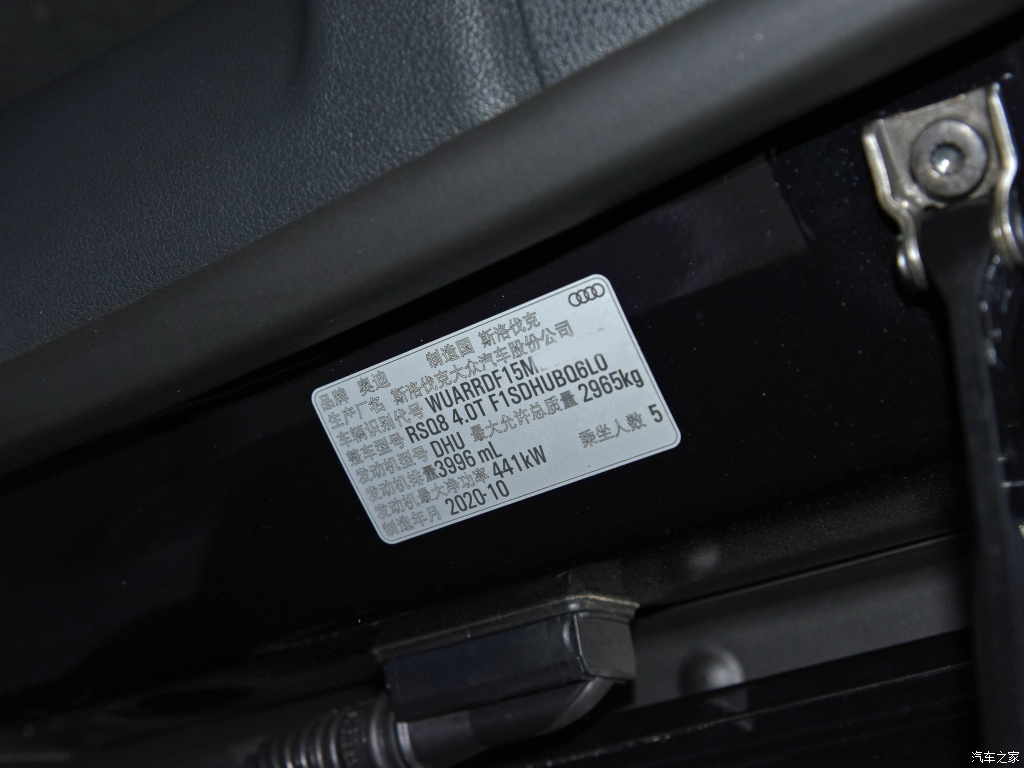 品牌 奥迪 制造国 斯洛伐克
生产厂名 斯洛伐克大众汽车股份公司
车辆识别代号 WUARRDF15M
整车型号 RSQ8 4.0T F1SDHUBQ6L0
发动机型号 DHU 最大允许总质量 2965kg
发动机排量 3996 mL
发动机最大净功率 441kW 乘坐人数 5
制造年月 2020-10
汽车之家